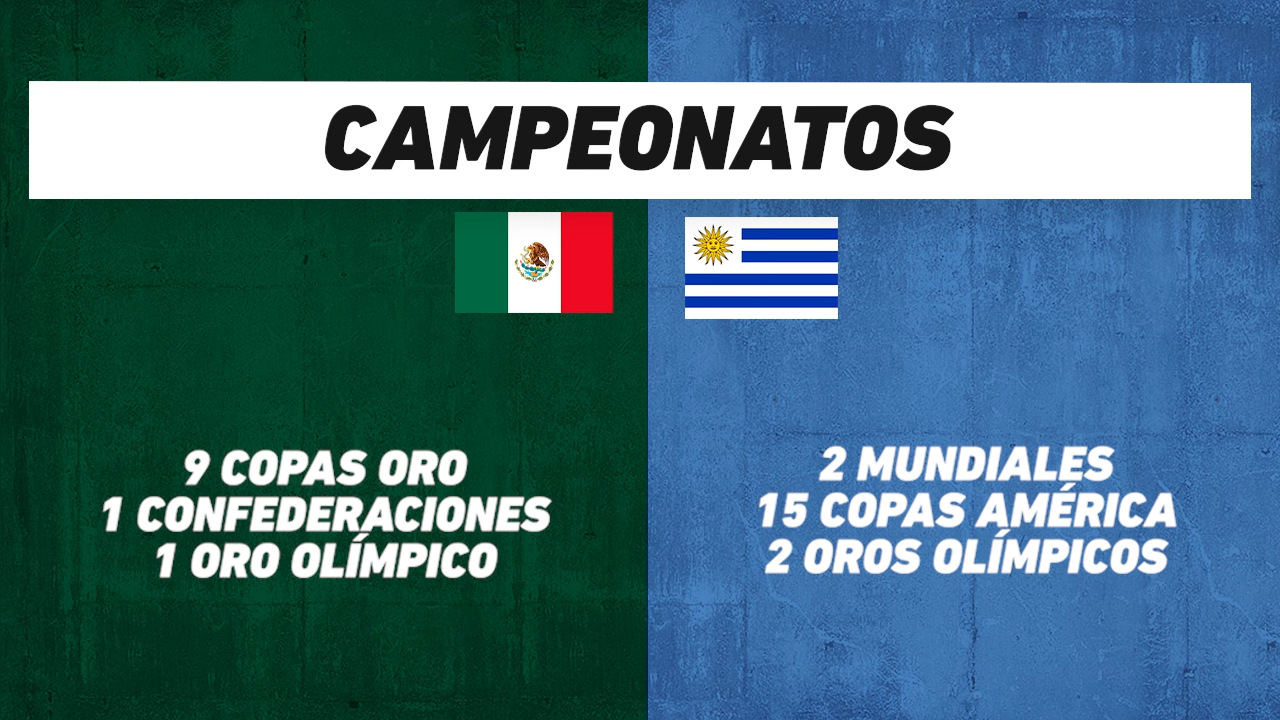 CAMPEONATOS
9 COPAS ORO
1 CONFEDERACIONES
1 ORO OLÍMPICO
2 MUNDIALES
15 COPAS AMÉRICA
2 OROS OLÍMPICOS